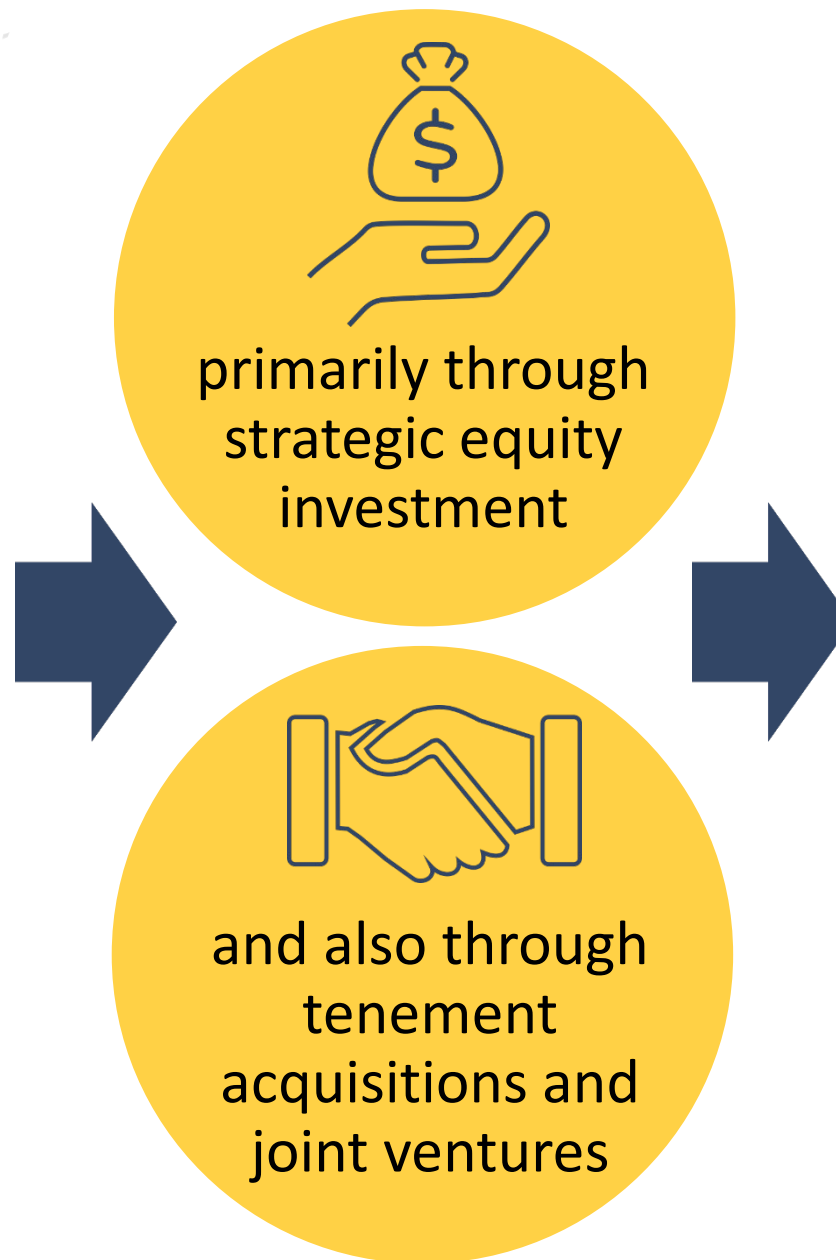 $
primarily through
strategic equity
investment
and also through
tenement
acquisitions and
joint ventures